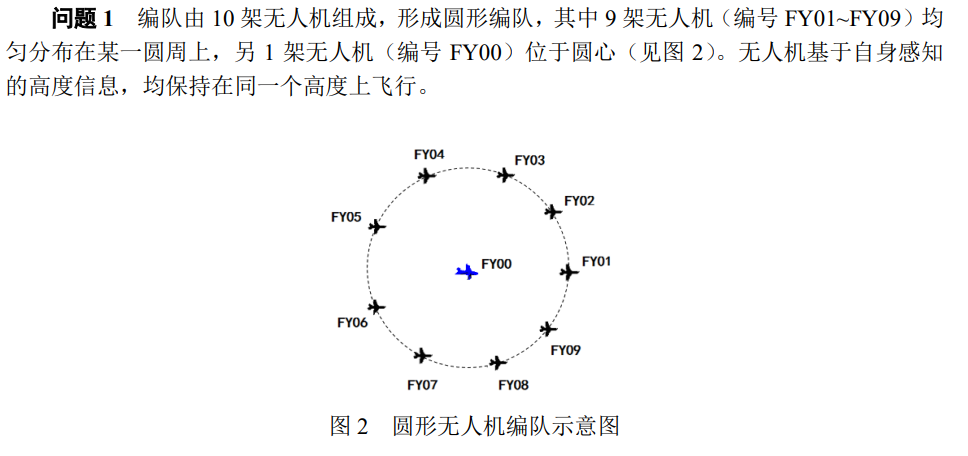 问题 1 编队由 10 架无人机组成，形成圆形编队，其中 9 架无人机（编号 FY01~FY09）均
匀分布在某一圆周上，另 1 架无人机（编号 FY00）位于圆心（见图 2）。无人机基于自身感知
的高度信息，均保持在同一个高度上飞行。
FY04
FY03
FY02
FY05
FY00
FY01
FY06
FY09
FY07
FY08
图 2 圆形无人机编队示意图